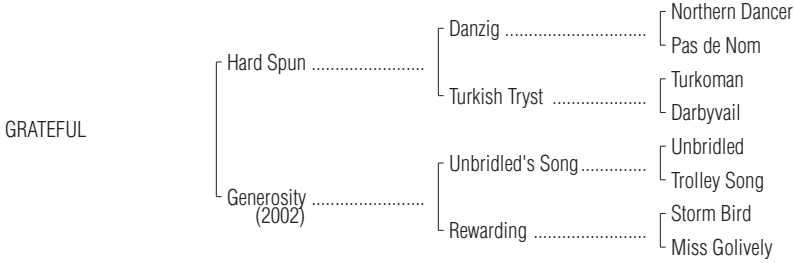 Northern Dancer
Danzig ..............................
Pas de Nom
Hard Spun ........................
Turkoman
Turkish Tryst ....................
Darbyvail
GRATEFUL
Unbridled
Unbridled's Song..............
Trolley Song
Generosity ........................
(2002)
Storm Bird
Rewarding ........................
Miss Golively